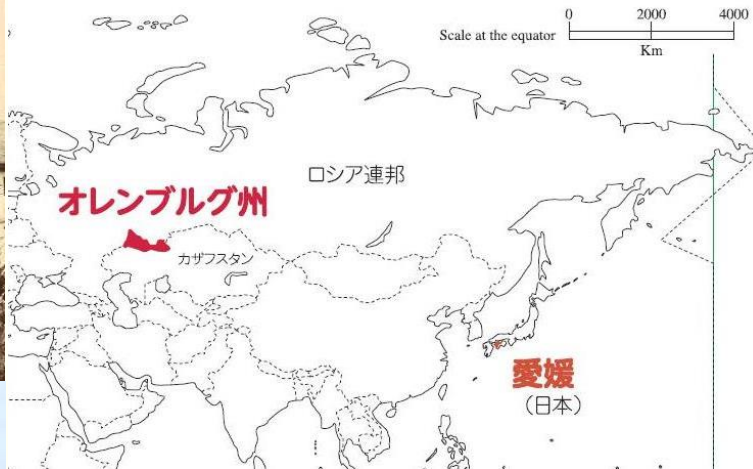 0 2000 4000
Scale at the equator
Km
ロシア連邦
オレンブルグ州
カザフスタン
愛媛
(日本)